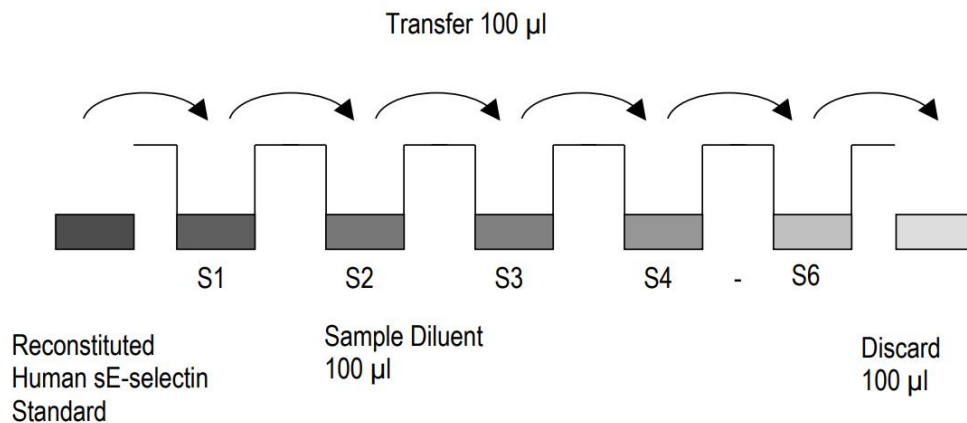 Transfer 100 µl
S1 S2 S3 S4 - S6
Reconstituted
Human sE-selectin
Standard
Sample Diluent
100 µl
Discard
100 µl